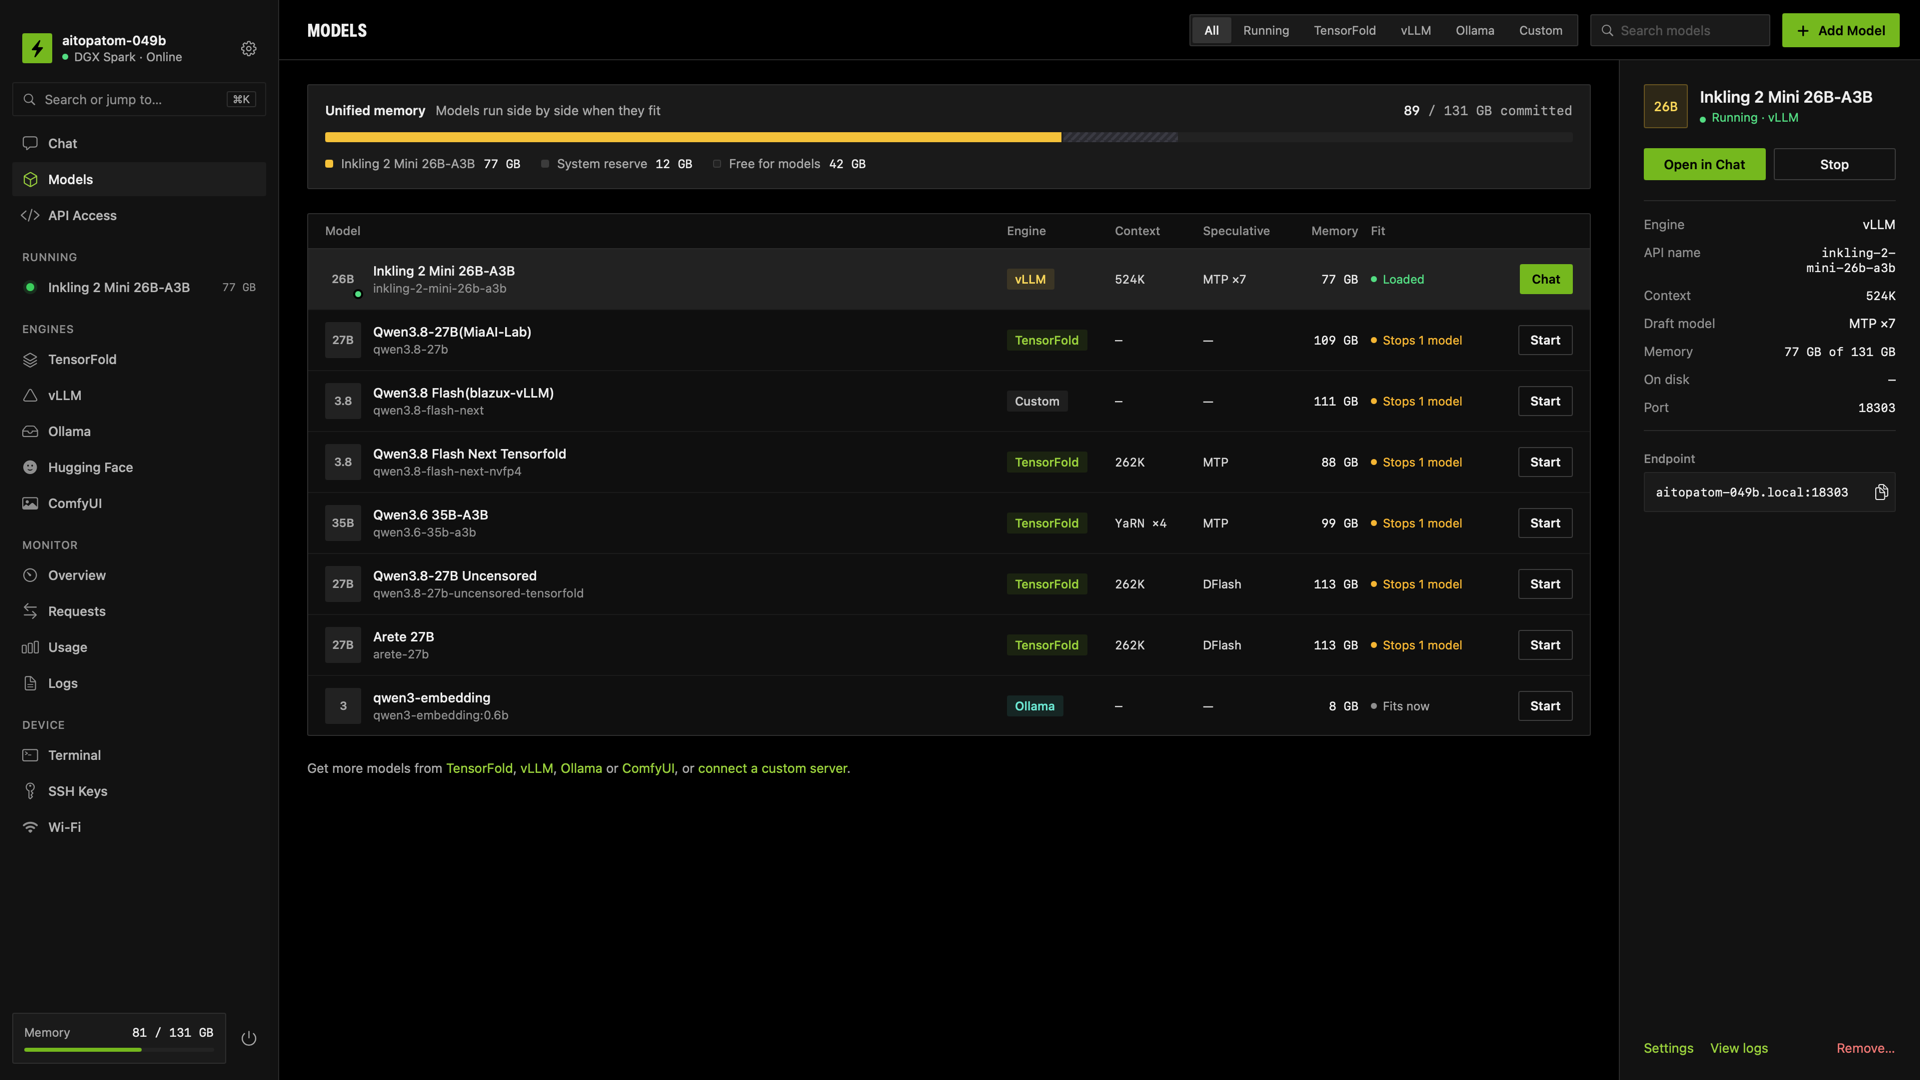 aitopatom-049b
DGX Spark · Online
Search or jump to...
⌘K
Chat
Models
API Access
RUNNING
Inkling 2 Mini 26B-A3B 77 GB
ENGINES
TensorFold
vLLM
Ollama
Hugging Face
ComfyUI
MONITOR
Overview
Requests
Usage
Logs
DEVICE
Terminal
SSH Keys
Wi-Fi
Memory 81 / 131 GB
MODELS
All Running TensorFold vLLM Ollama Custom
Search models
+ Add Model
Unified memory Models run side by side when they fit 89 / 131 GB committed
Inkling 2 Mini 26B-A3B 77 GB System reserve 12 GB Free for models 42 GB
Model Engine Context Speculative Memory Fit
26B Inkling 2 Mini 26B-A3B vLLM 524K MTP ×7 77 GB Loaded Chat
inkling-2-mini-26b-a3b
27B Qwen3.8-27B(MiaAI-Lab) TensorFold – — 109 GB Stops 1 model Start
qwen3.8-27b
3.8 Qwen3.8 Flash(blazux-vLLM) Custom – — 111 GB Stops 1 model Start
qwen3.8-flash-next
3.8 Qwen3.8 Flash Next Tensorfold TensorFold 262K MTP 88 GB Stops 1 model Start
qwen3.8-flash-next-nvfp4
35B Qwen3.6 35B-A3B TensorFold YaRN ×4 MTP 99 GB Stops 1 model Start
qwen3.6-35b-a3b
27B Qwen3.8-27B Uncensored TensorFold 262K DFlash 113 GB Stops 1 model Start
qwen3.8-27b-uncensored-tensorfold
27B Arete 27B TensorFold 262K DFlash 113 GB Stops 1 model Start
arete-27b
3 qwen3-embedding Ollama – — 8 GB Fits now Start
qwen3-embedding:0.6b
Get more models from TensorFold, vLLM, Ollama or ComfyUI, or connect a custom server.
26B Inkling 2 Mini 26B-A3B
Running · vLLM
Open in Chat Stop
Engine vLLM
API name inkling-2-
mini-26b-a3b
Context 524K
Draft model MTP ×7
Memory 77 GB of 131 GB
On disk –
Port 18303
Endpoint
aitopatom-049b.local:18303
Settings View logs Remove...